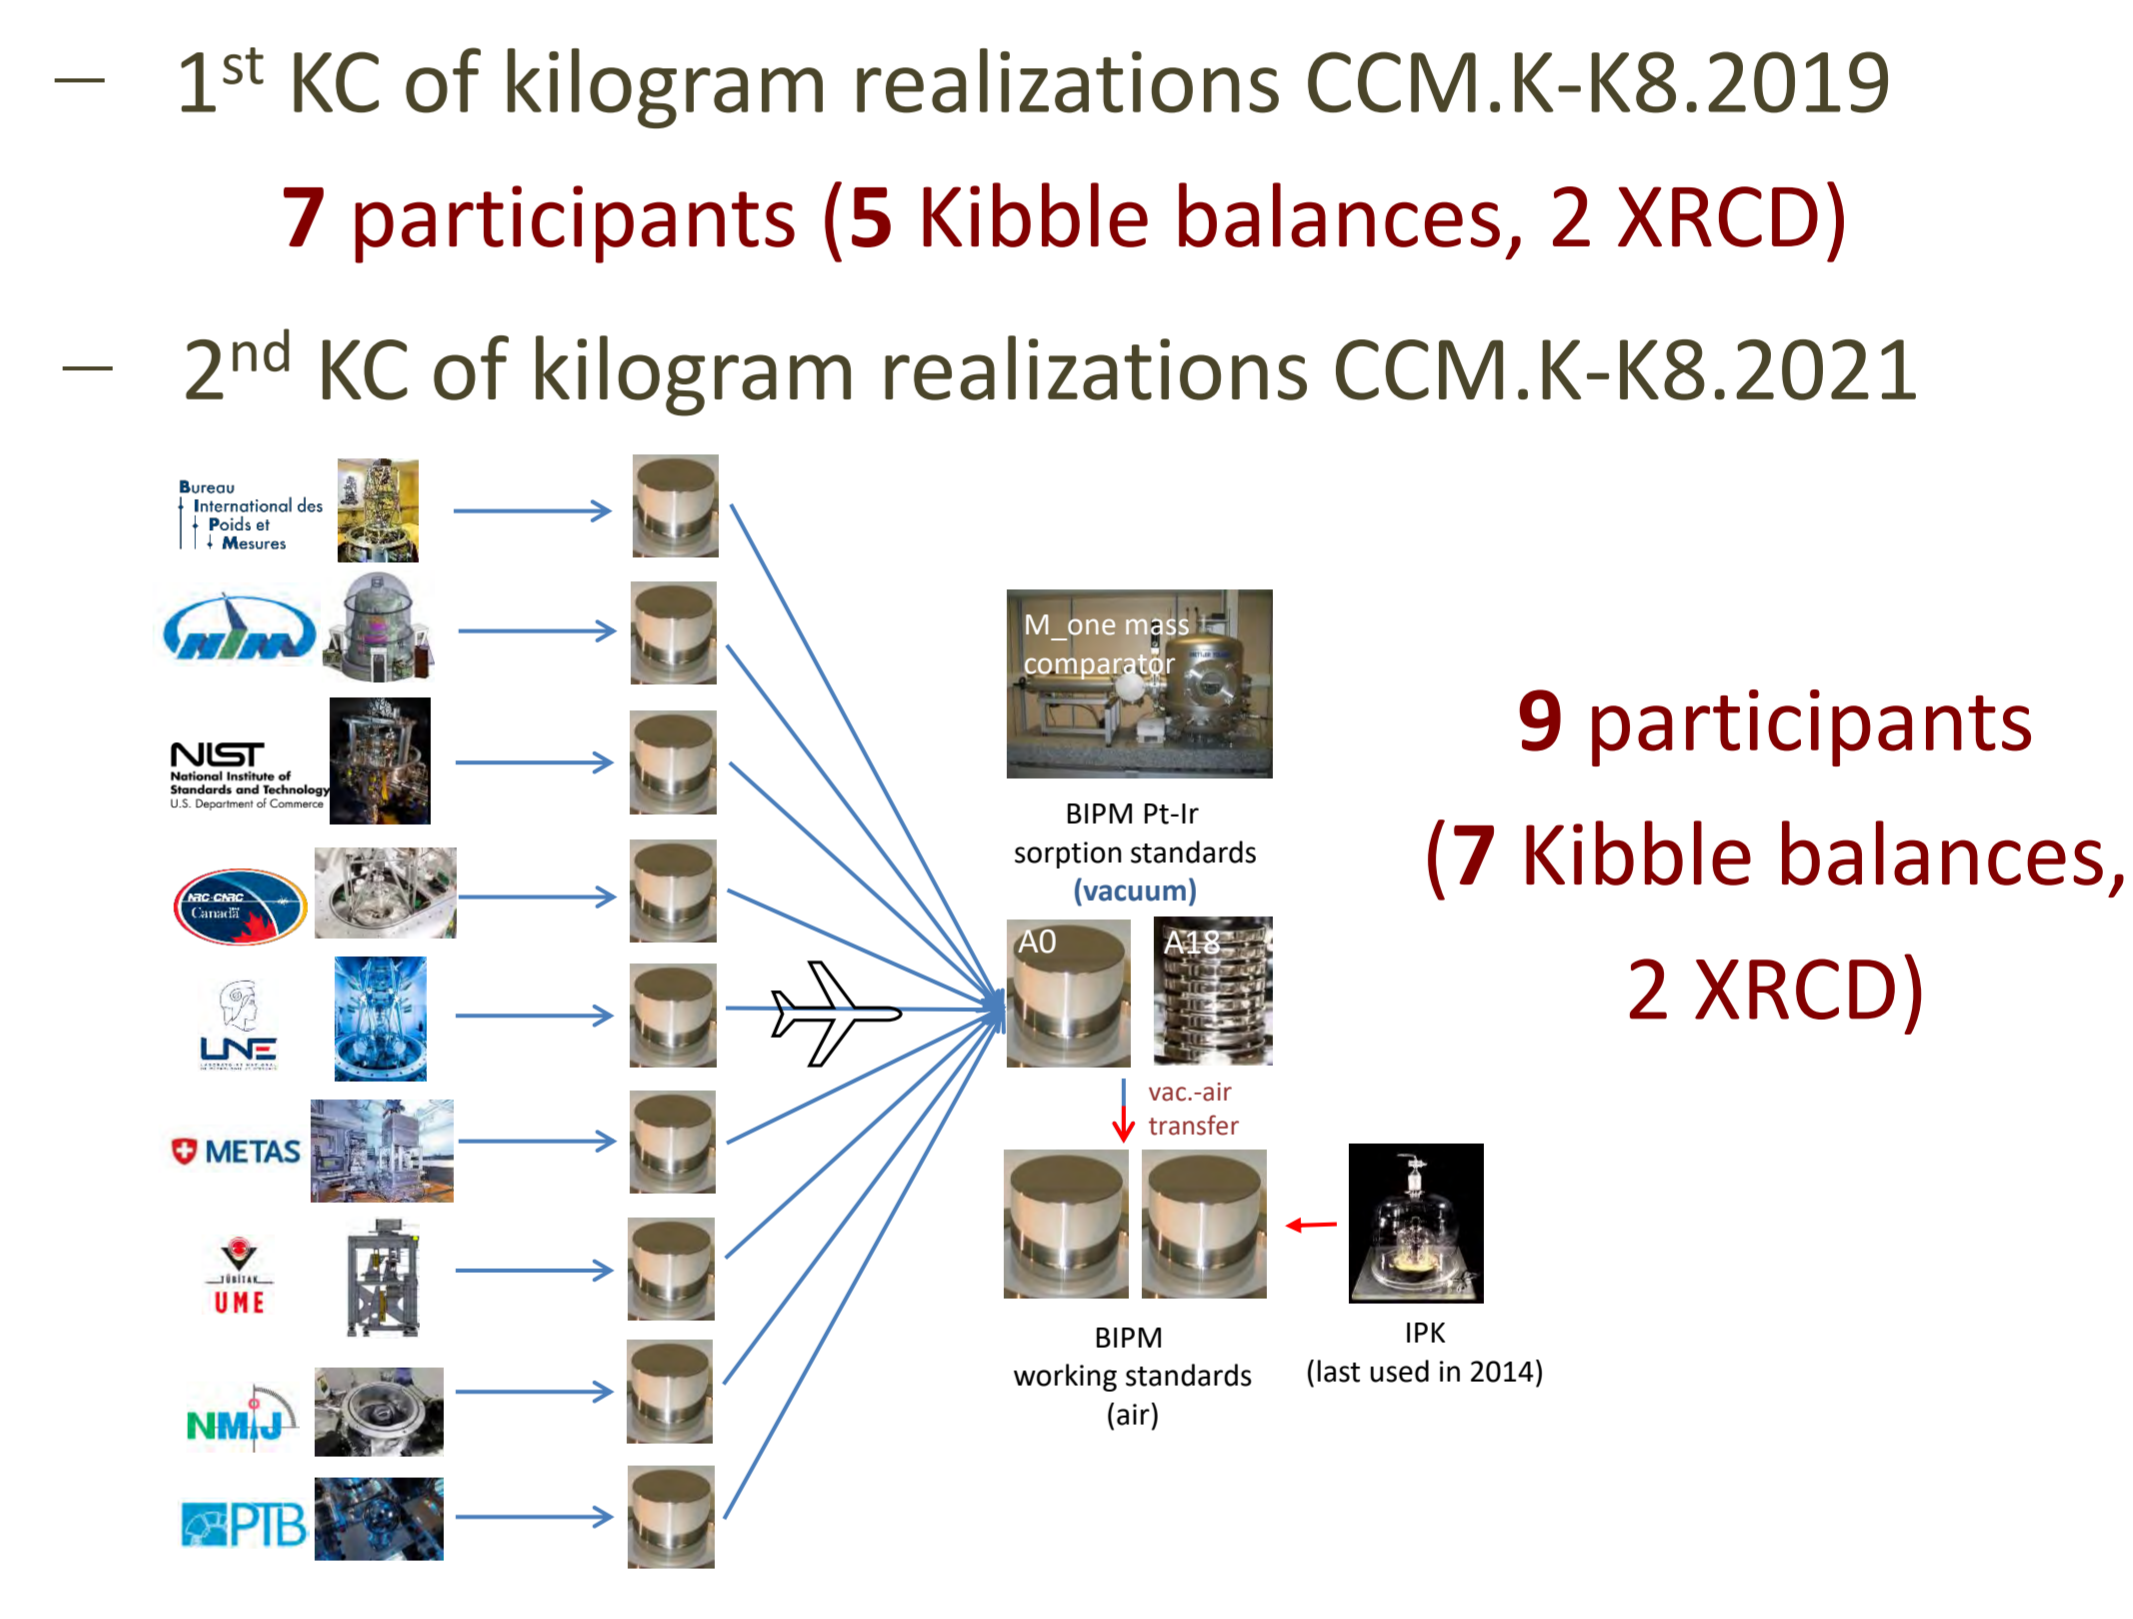 – 1st KC of kilogram realizations CCM.K-K8.2019
7 participants (5 Kibble balances, 2 XRCD)
– 2nd KC of kilogram realizations CCM.K-K8.2021
Bureau
International des
Poids et
Mesures
NIM
NIST
National Institute of
Standards and Technology
U.S. Department of Commerce
NRC·CNRC
Canada
LNE
METAS
TÜBİTAK
UME
NMIJ
PTB
M_one mass
comparator
BIPM Pt-Ir
sorption standards
(vacuum)
A0
A18
vac.-air
transfer
BIPM
working standards
(air)
IPK
(last used in 2014)
9 participants
(7 Kibble balances,
2 XRCD)